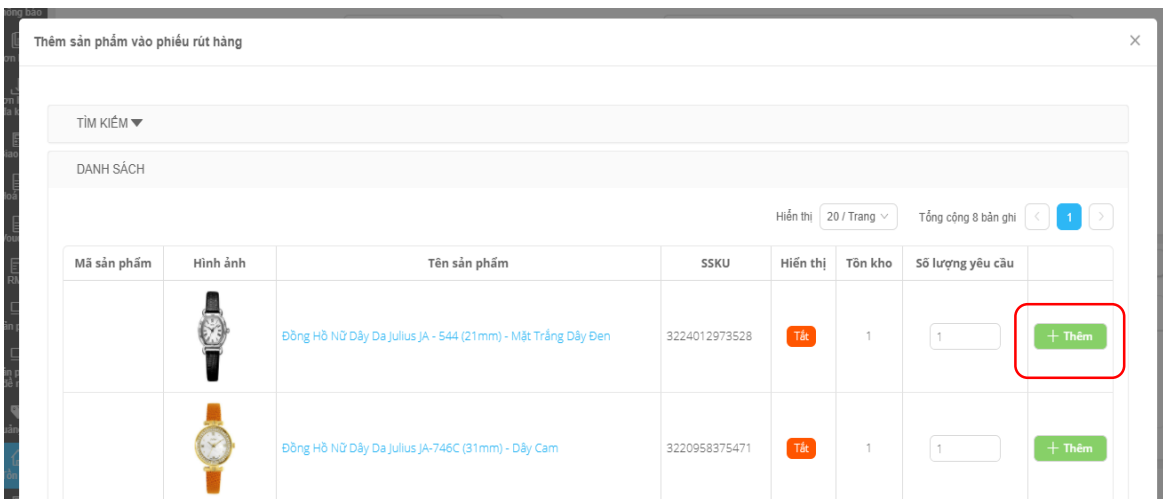 Thêm sản phẩm vào phiếu rút hàng
TÌM KIẾM
DANH SÁCH
Hiển thị 20 / Trang Tổng cộng 8 bản ghi 1
Mã sản phẩm Hình ảnh Tên sản phẩm SSKU Hiển thị Tồn kho Số lượng yêu cầu
Đồng Hồ Nữ Dây Da Julius JA - 544 (21mm) - Mặt Trắng Dây Đen 3224012973528 Tắt 1 1 + Thêm
Đồng Hồ Nữ Dây Da Julius JA-746C (31mm) - Dây Cam 3220958375471 Tắt 1 1 + Thêm